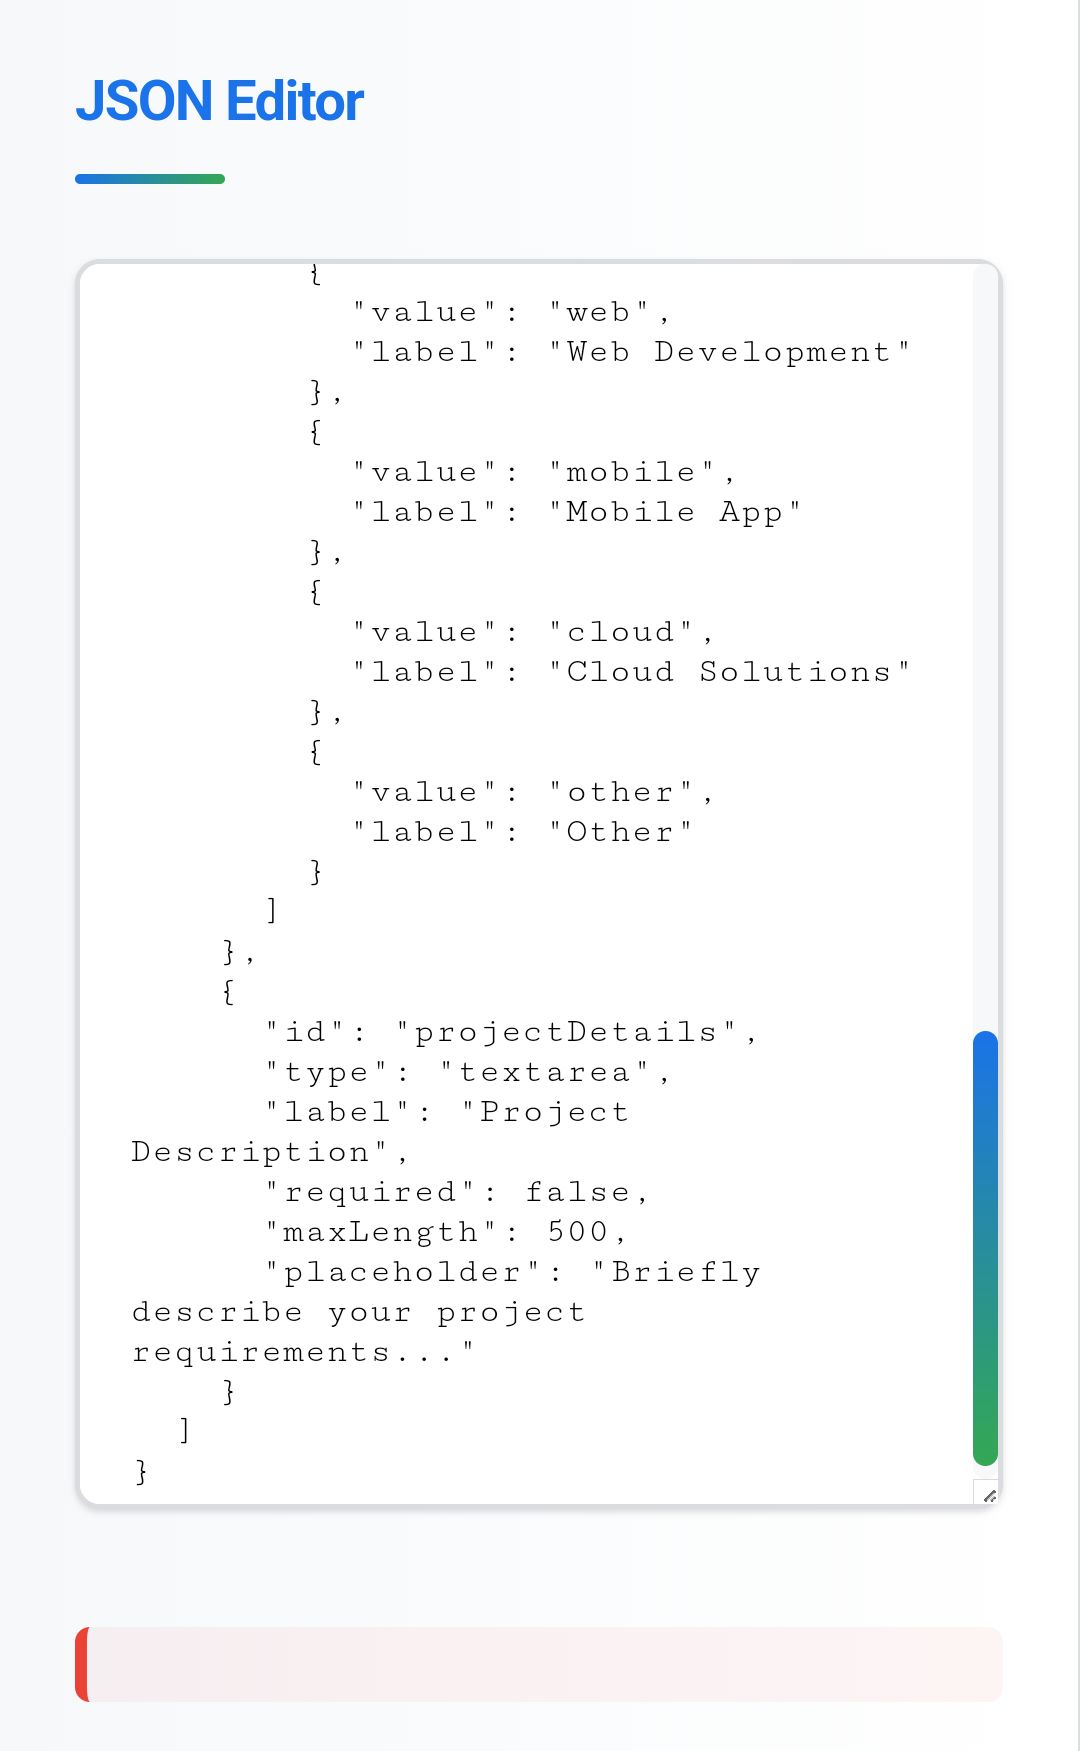 JSON Editor
{
"value": "web",
"label": "Web Development"
},
{
"value": "mobile",
"label": "Mobile App"
},
{
"value": "cloud",
"label": "Cloud Solutions"
},
{
"value": "other",
"label": "Other"
}
]
},
{
"id": "projectDetails",
"type": "textarea",
"label": "Project
Description",
"required": false,
"maxLength": 500,
"placeholder": "Briefly
describe your project
requirements..."
}
]
}